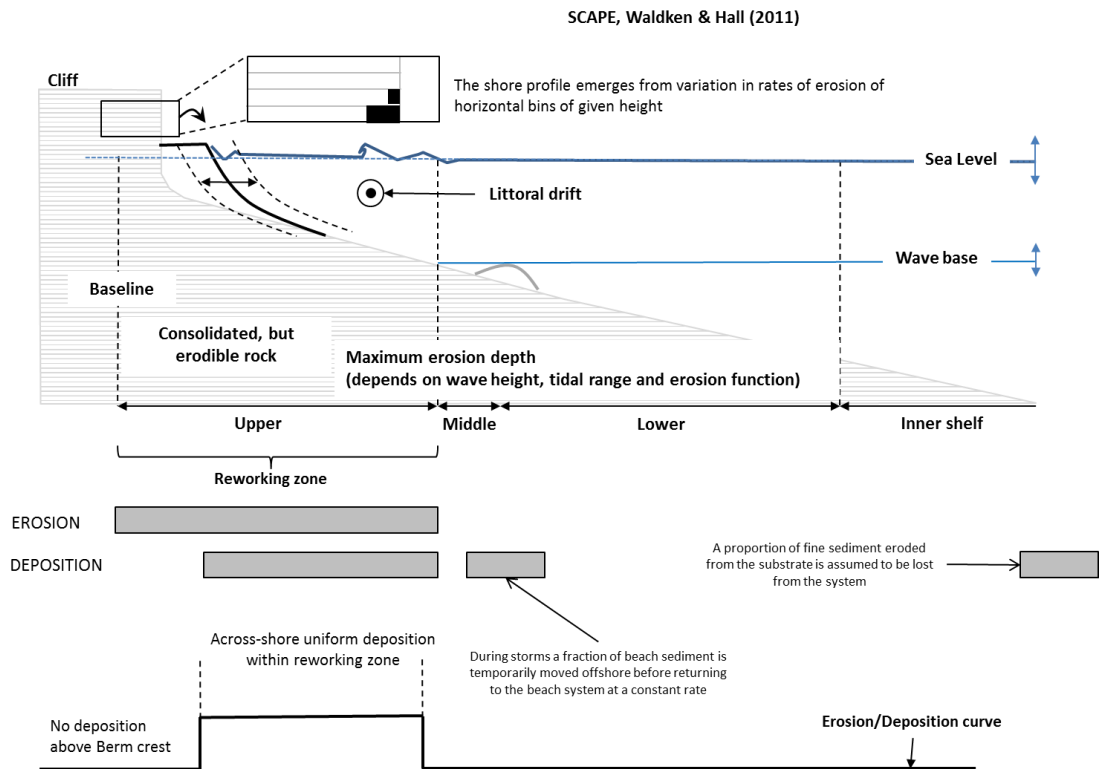 SCAPE, Waldken & Hall (2011)
Cliff
The shore profile emerges from variation in rates of erosion of
horizontal bins of given height
Sea Level
Littoral drift
Wave base
Baseline
Consolidated, but
erodible rock
Maximum erosion depth
(depends on wave height, tidal range and erosion function)
Upper
Middle
Lower
Inner shelf
Reworking zone
EROSION
DEPOSITION
A proportion of fine sediment eroded
from the substrate is assumed to be lost
from the system
Across-shore uniform deposition
within reworking zone
During storms a fraction of beach sediment is
temporarily moved offshore before returning
to the beach system at a constant rate
No deposition
above Berm crest
Erosion/Deposition curve